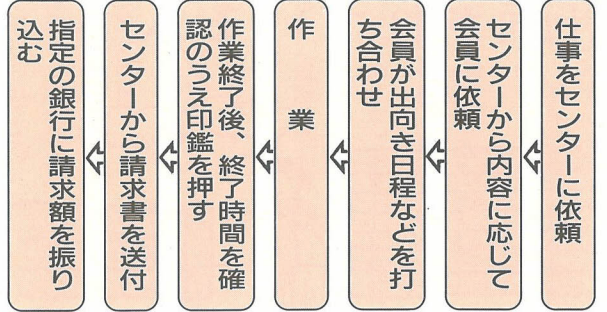 仕事をセンターに依頼
センターから内容に応じて
会員に依頼
会員が出向き日程などを打
ち合わせ
作業
作業終了後、終了時間を確
認のうえ印鑑を押す
センターから請求書を送付
指定の銀行に請求額を振り
込む